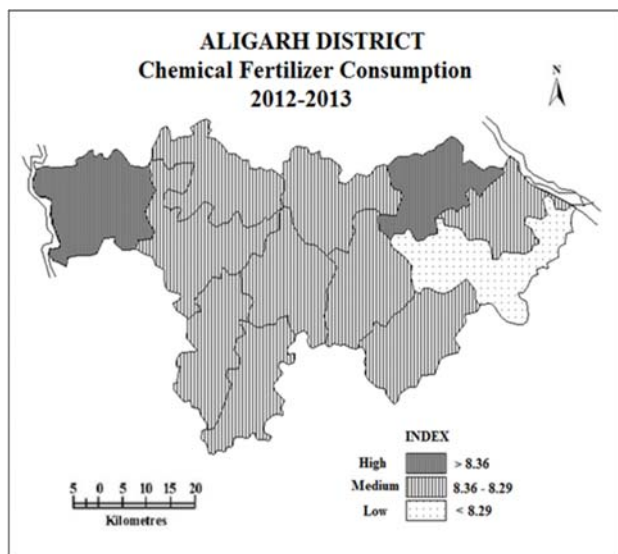 ALIGARH DISTRICT
Chemical Fertilizer Consumption
2012-2013
N
INDEX
High > 8.36
Medium 8.36 - 8.29
Low < 8.29
5 0 5 10 15 20
Kilometres